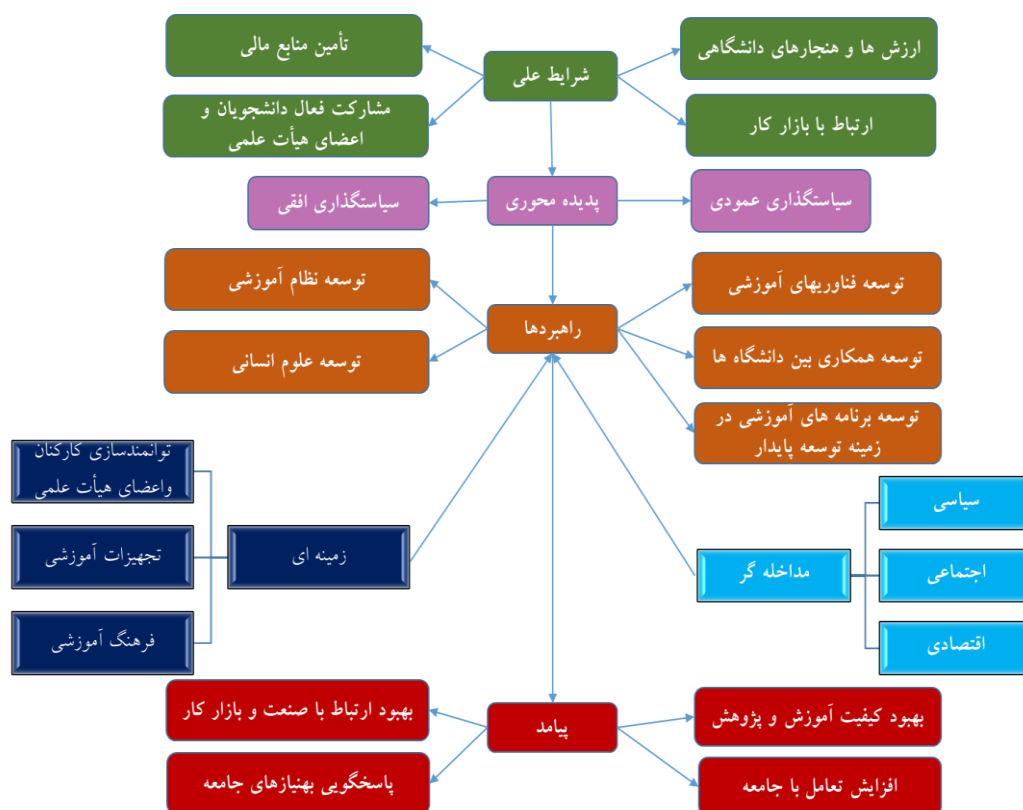 ارزش ها و هنجارهای دانشگاهی
تأمین منابع مالی
شرایط علی
ارتباط با بازار کار
مشارکت فعال دانشجویان و
اعضای هیأت علمی
سیاستگذاری عمودی
پدیده محوری
سیاستگذاری افقی
توسعه فناوریهای آموزشی
توسعه نظام آموزشی
راهبردها
توسعه همکاری بین دانشگاه ها
توسعه علوم انسانی
توسعه برنامه های آموزشی در
زمینه توسعه پایدار
سیاسی
توانمندسازی کارکنان
واعضای هیأت علمی
اجتماعی
مداخله گر
زمینه ای
تجهیزات آموزشی
اقتصادی
فرهنگ آموزشی
بهبود کیفیت آموزش و پژوهش
پیامد
بهبود ارتباط با صنعت و بازار کار
افزایش تعامل با جامعه
پاسخگویی بهنیازهای جامعه